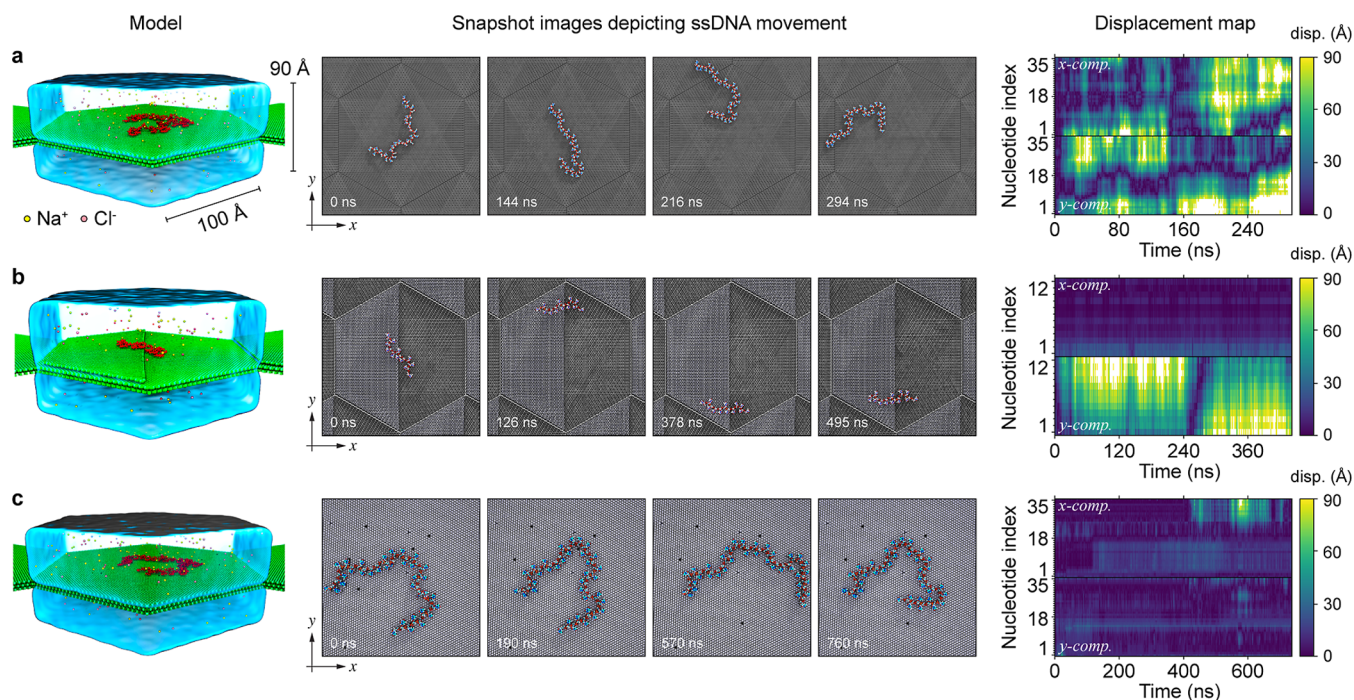 Model
Snapshot images depicting ssDNA movement
Displacement map
a
90 Å
100 Å
Na⁺
Cl⁻
y
x
0 ns
144 ns
216 ns
294 ns
disp. (Å)
Nucleotide index
35
18
1
35
18
1
x-comp.
y-comp.
0
80
160
240
Time (ns)
90
60
30
0
b
y
x
0 ns
126 ns
378 ns
495 ns
disp. (Å)
Nucleotide index
12
1
12
1
x-comp.
y-comp.
0
120
240
360
Time (ns)
90
60
30
0
c
y
x
0 ns
190 ns
570 ns
760 ns
disp. (Å)
Nucleotide index
35
18
1
35
18
1
x-comp.
y-comp.
0
200
400
600
Time (ns)
90
60
30
0